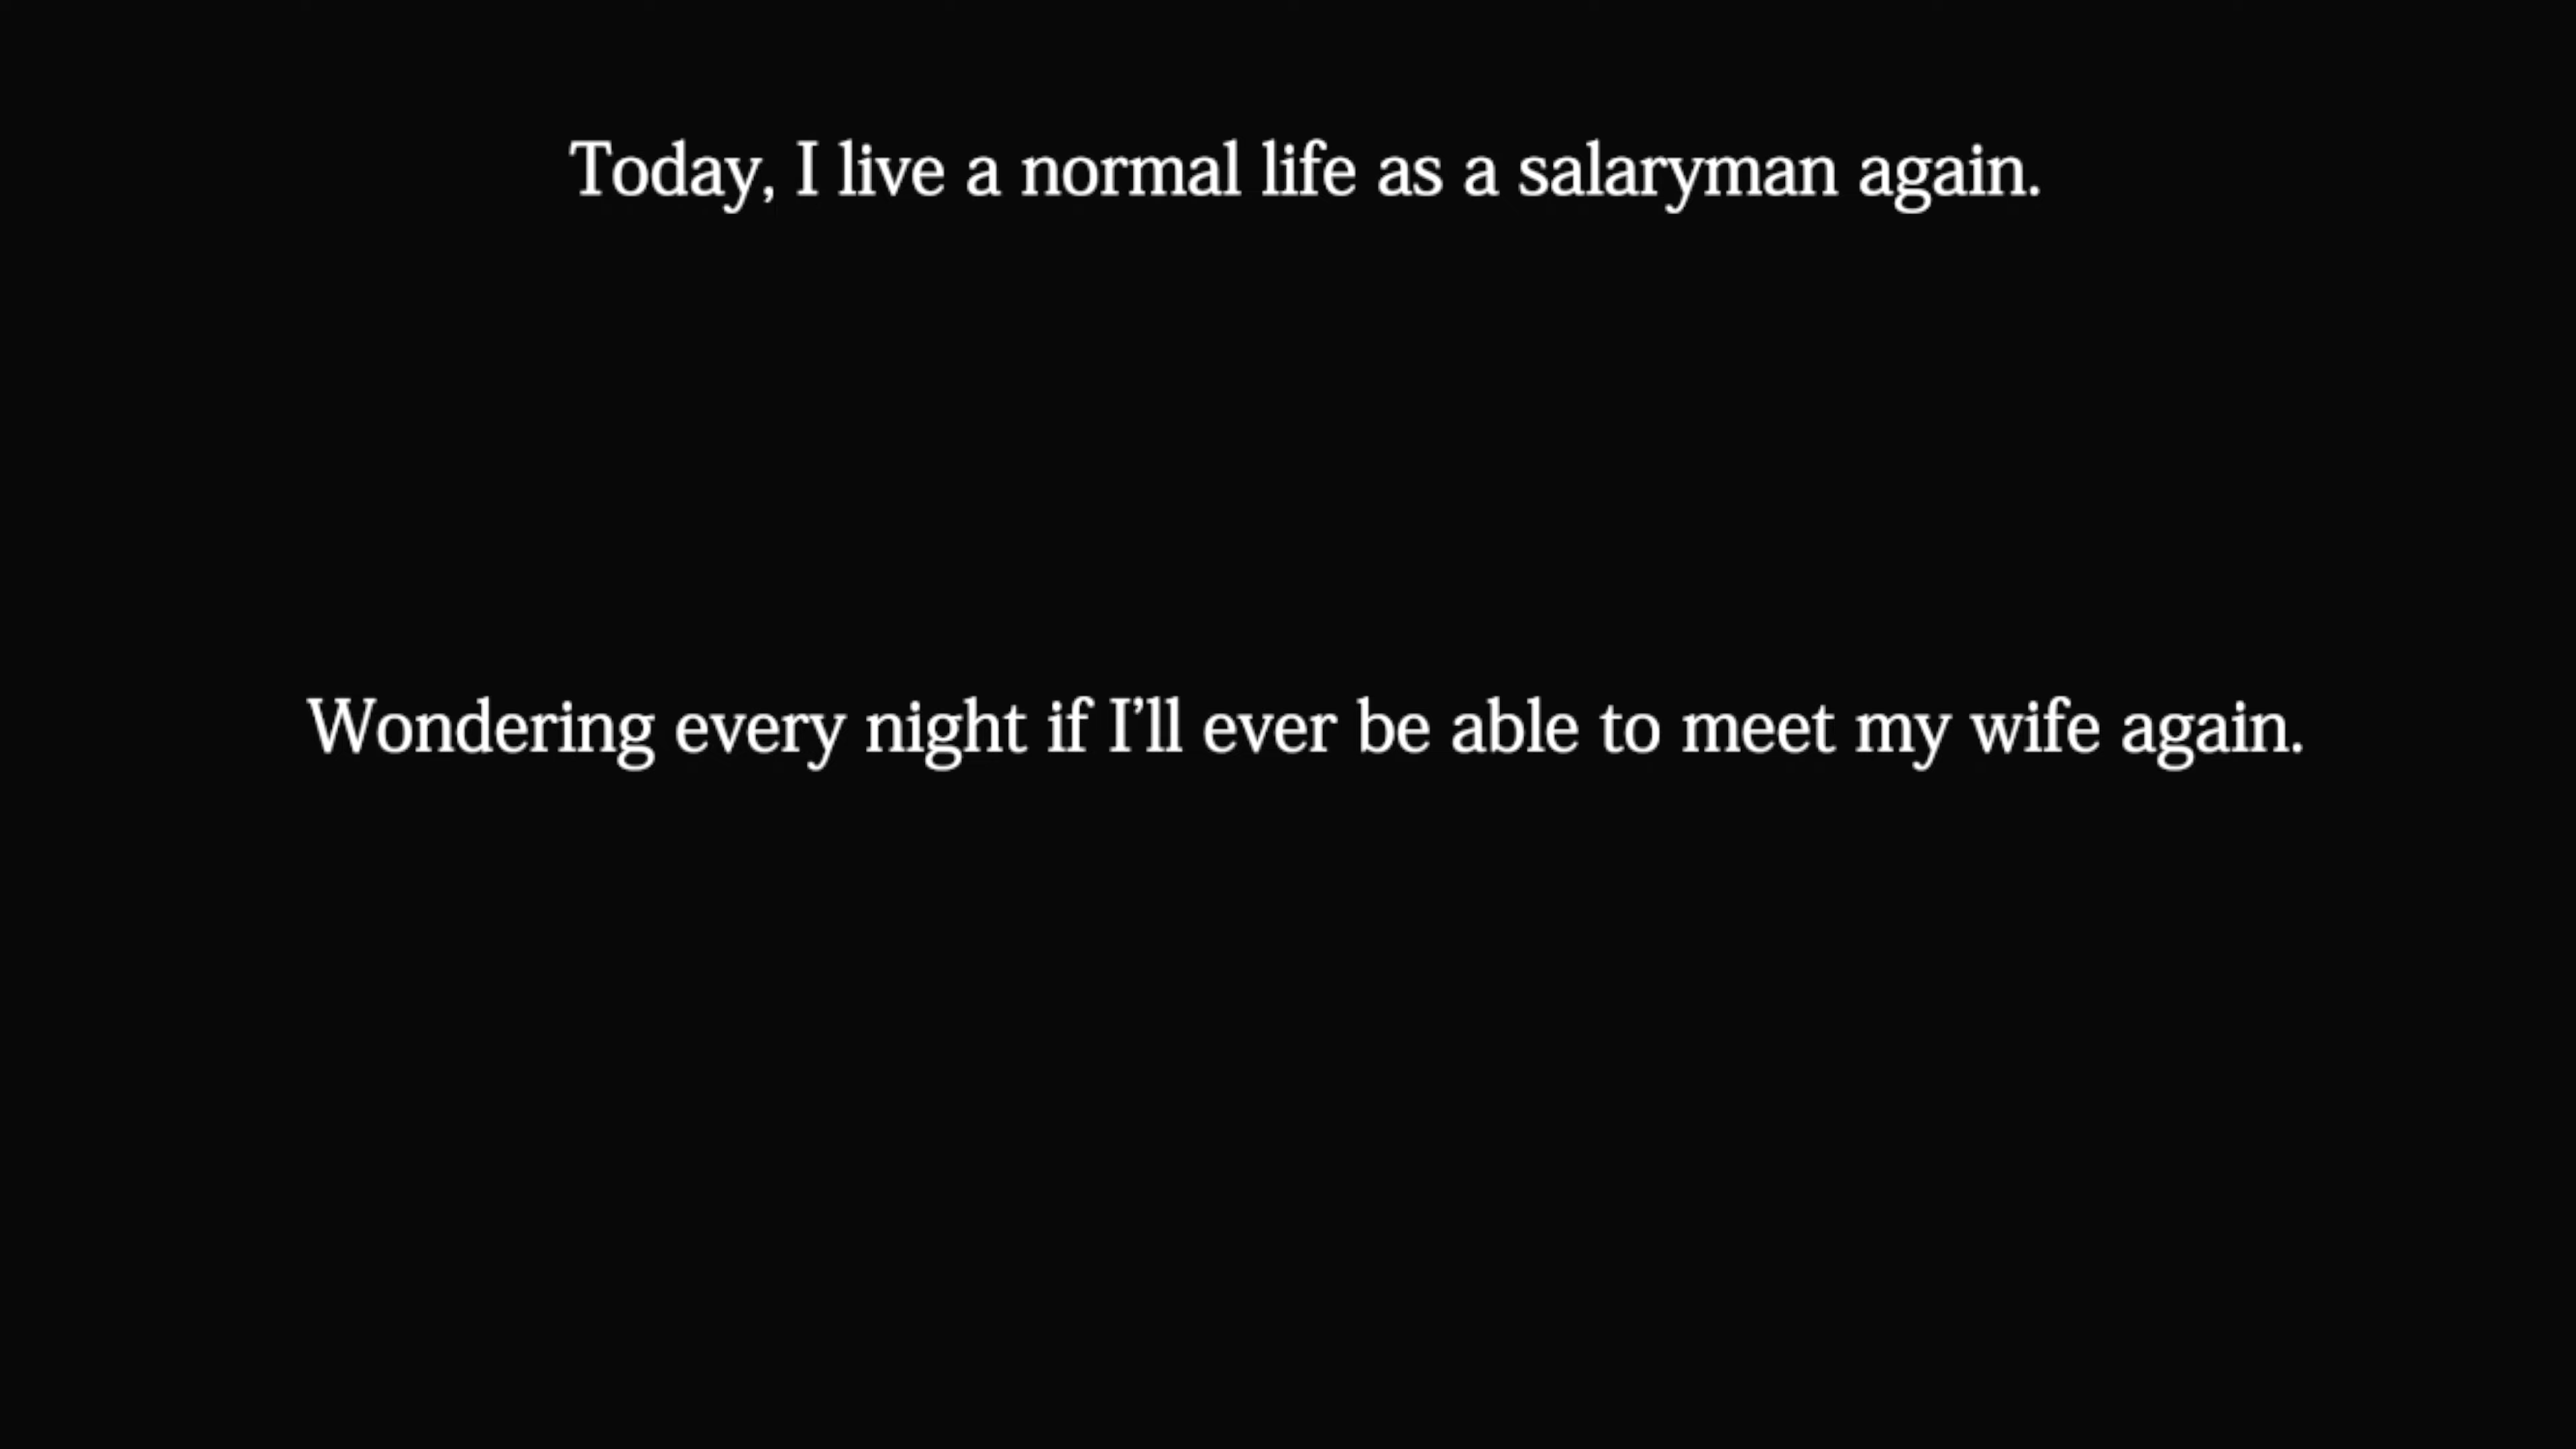 Today, I live a normal life as a salaryman again.
Wondering every night if I’ll ever be able to meet my wife again.